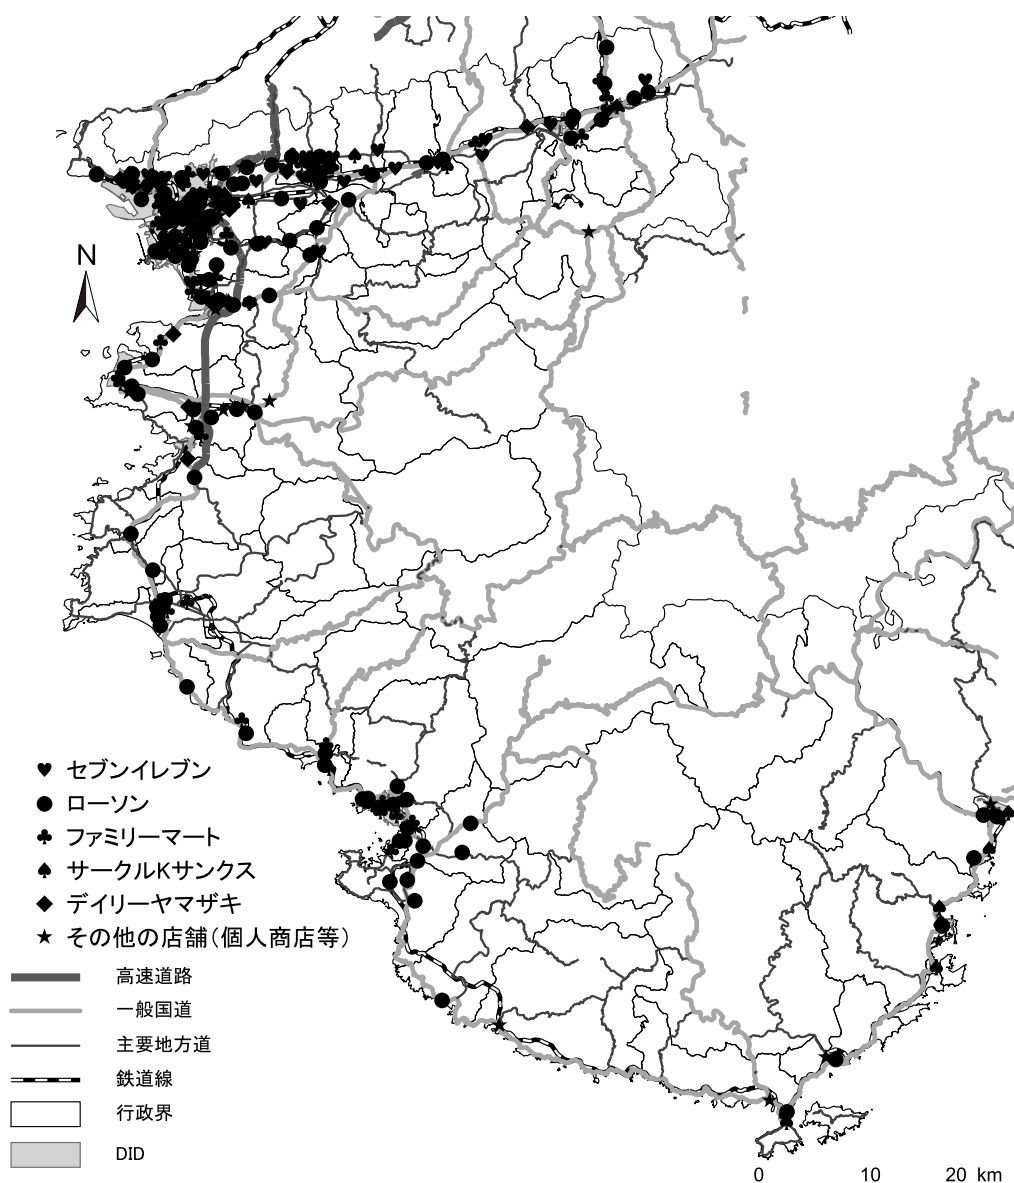 N
セブンイレブン
ローソン
ファミリーマート
サークルKサンクス
デイリーヤマザキ
その他の店舗（個人商店等）
高速道路
一般国道
主要地方道
鉄道線
行政界
DID
0 10 20 km